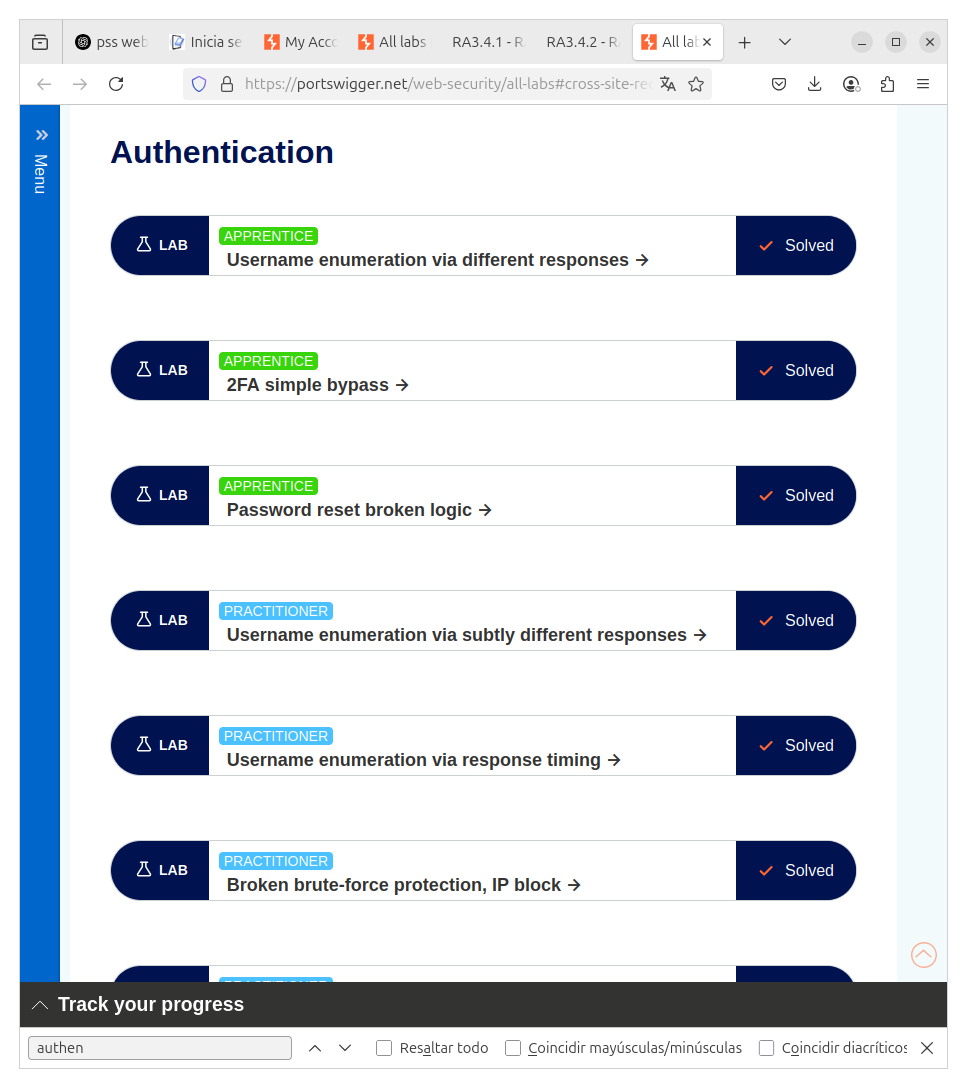 pss web
Inicia se
My Acco
All labs
RA3.4.1 - R
RA3.4.2 - R
All lab
https://portswigger.net/web-security/all-labs#cross-site-re
Menu
Authentication
LAB
APPRENTICE
Username enumeration via different responses →
Solved
LAB
APPRENTICE
2FA simple bypass →
Solved
LAB
APPRENTICE
Password reset broken logic →
Solved
LAB
PRACTITIONER
Username enumeration via subtly different responses →
Solved
LAB
PRACTITIONER
Username enumeration via response timing →
Solved
LAB
PRACTITIONER
Broken brute-force protection, IP block →
Solved
Track your progress
authen
Resaltar todo
Coincidir mayúsculas/minúsculas
Coincidir diacríticos